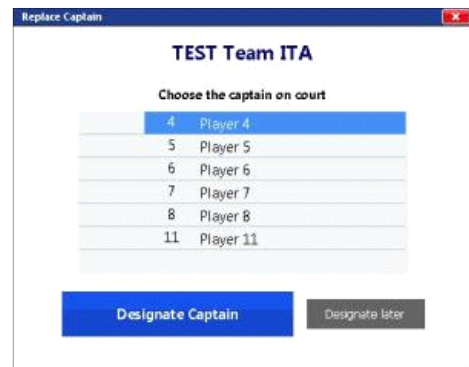 Replace Captain
TEST Team ITA
Choose the captain on court
4 Player 4
5 Player 5
6 Player 6
7 Player 7
8 Player 8
11 Player 11
Designate Captain Designate later